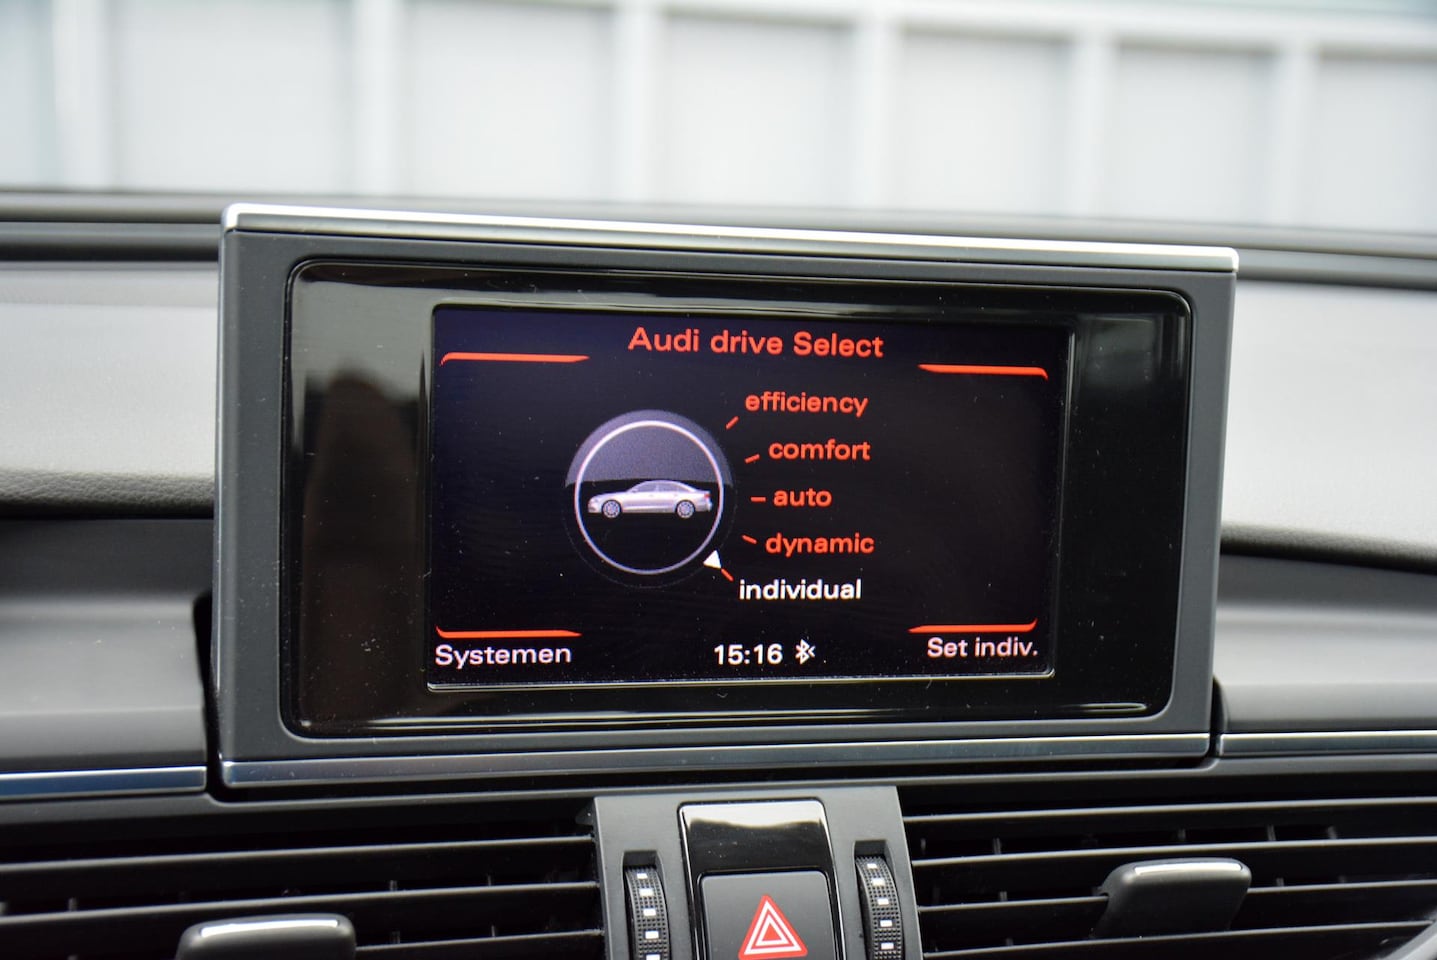 Audi drive Select
efficiency
comfort
auto
dynamic
individual
Systemen
15:16
Set indiv.